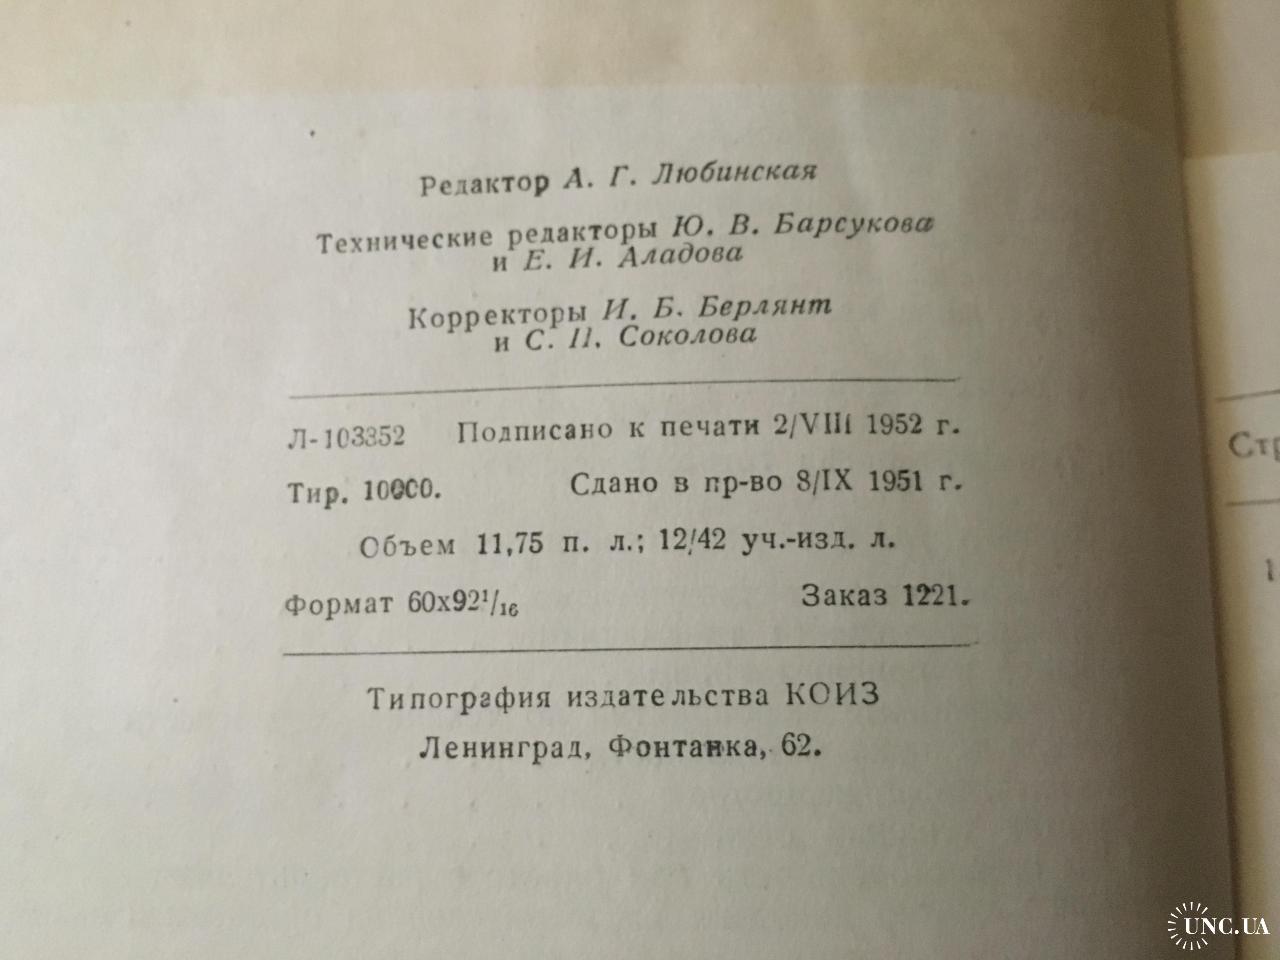 Редактор А. Г. Любинская
Технические редакторы Ю. В. Барсукова
и Е. И. Аладова
Корректоры И. Б. Берлянт
и С. П. Соколова
Л-103352 Подписано к печати 2/VIII 1952 г.
Тир. 10000. Сдано в пр-во 8/IX 1951 г.
Объем 11,75 п. л.; 12/42 уч.-изд. л.
Формат 60х92¹/₁₆ Заказ 1221.
Типография издательства КОИЗ
Ленинград, Фонтанка, 62.
Стр
1
UNC.UA